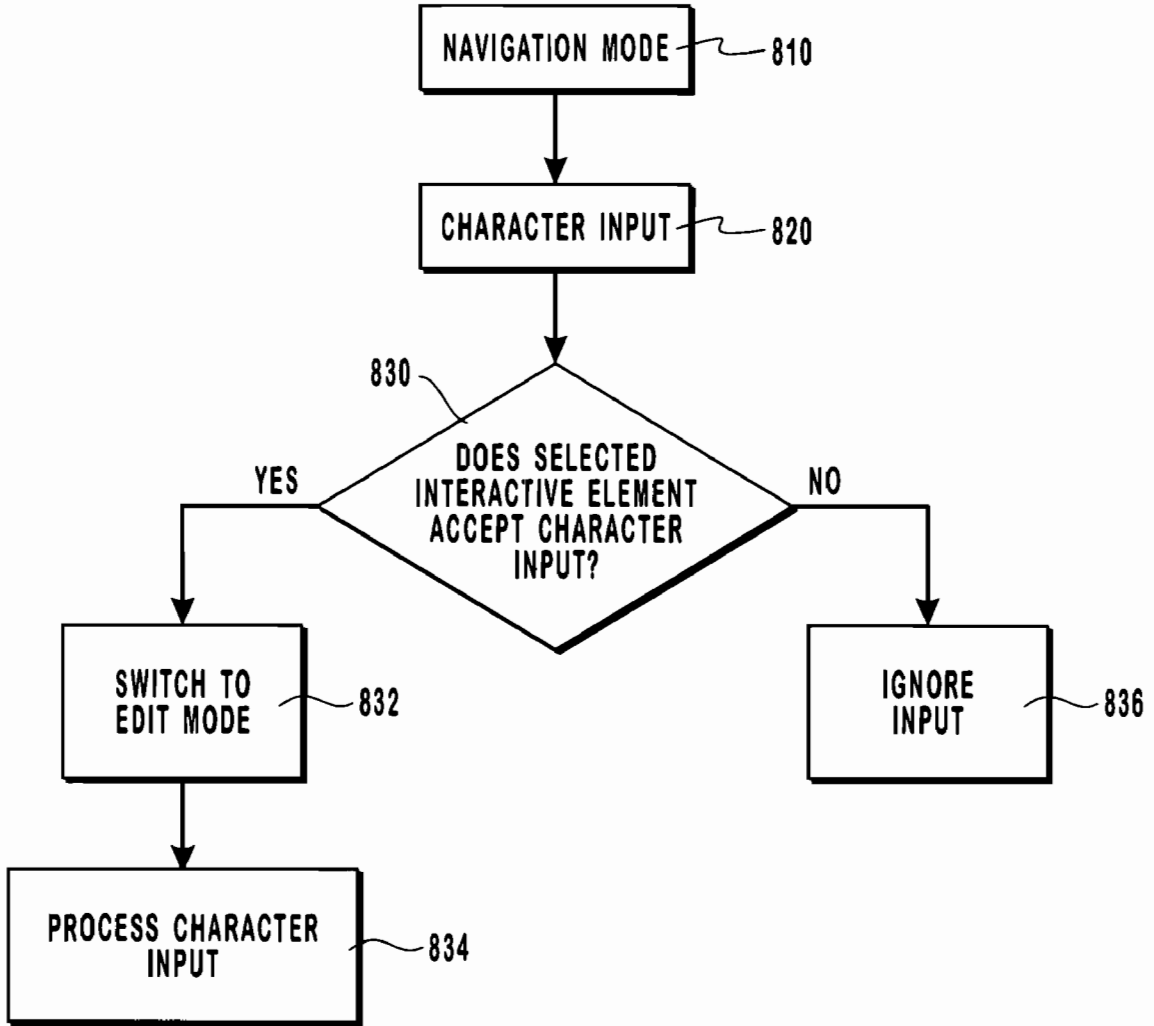 NAVIGATION MODE
810
CHARACTER INPUT
820
830
DOES SELECTED
INTERACTIVE ELEMENT
ACCEPT CHARACTER
INPUT?
YES
NO
SWITCH TO
EDIT MODE
832
IGNORE
INPUT
836
PROCESS CHARACTER
INPUT
834